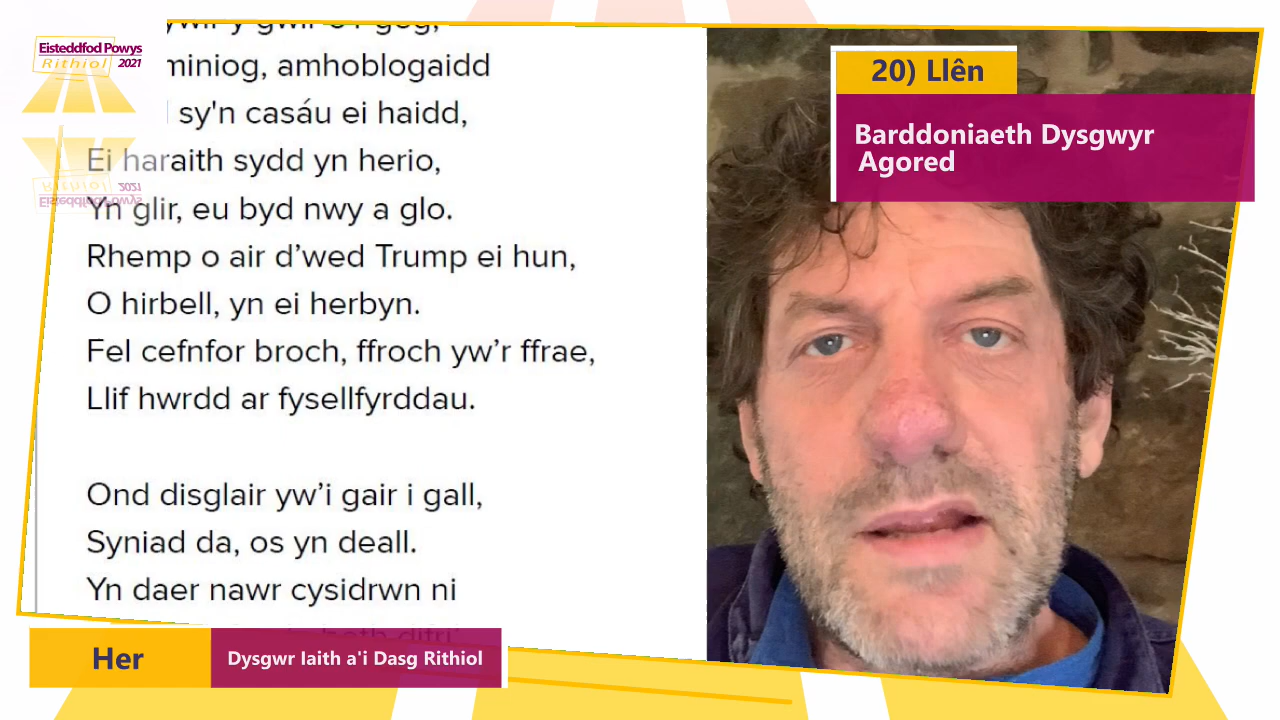 Eisteddfod Powys
Rithiol 2021
y gwir o'i geg,
miniog, amhoblogaidd
sy'n casáu ei haidd,
Ei haraith sydd yn herio,
Yn glir, eu byd nwy a glo.
Rhemp o air d’wed Trump ei hun,
O hirbell, yn ei herbyn.
Fel cefnfor broch, ffroch yw’r ffrae,
Llif hwrdd ar fysellfyrddau.
Ond disglair yw’i gair i gall,
Syniad da, os yn deall.
Yn daer nawr cysidrwn ni
20) Llên
Barddoniaeth Dysgwyr
Agored
Her
Dysgwr Iaith a'i Dasg Rithiol